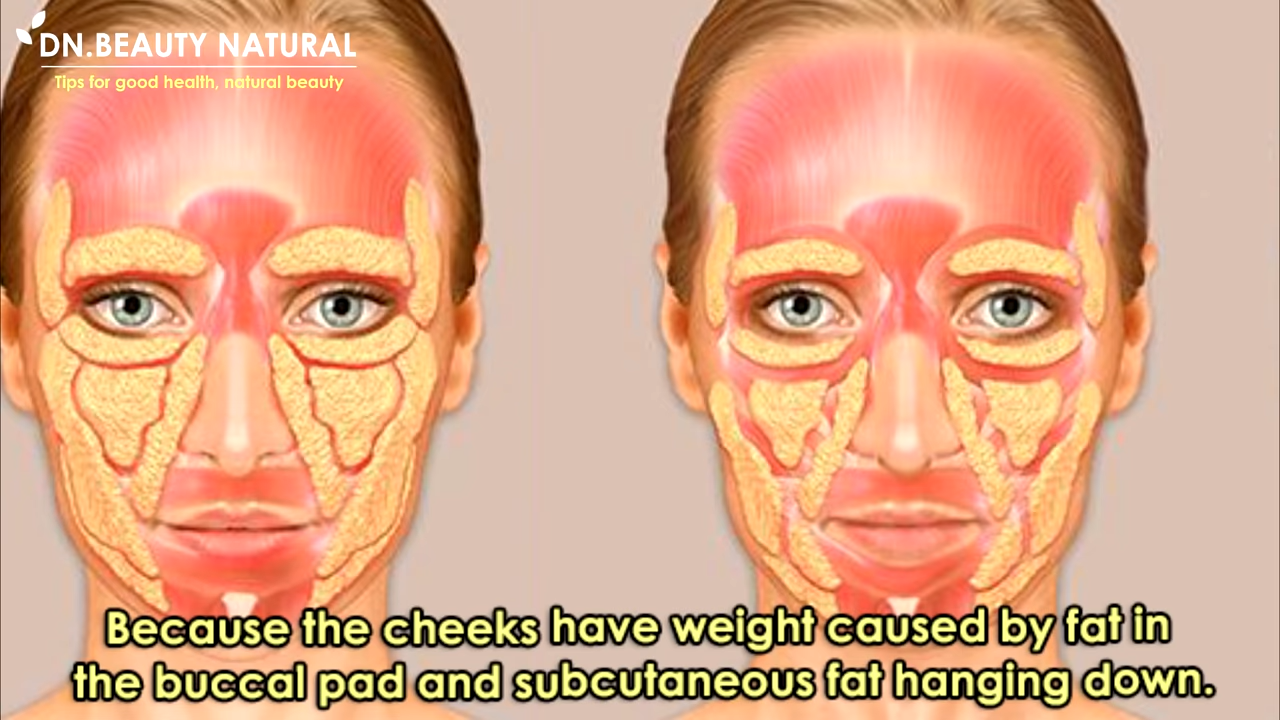 DN.BEAUTY NATURAL
Tips for good health, natural beauty
Because the cheeks have weight caused by fat in
the buccal pad and subcutaneous fat hanging down.